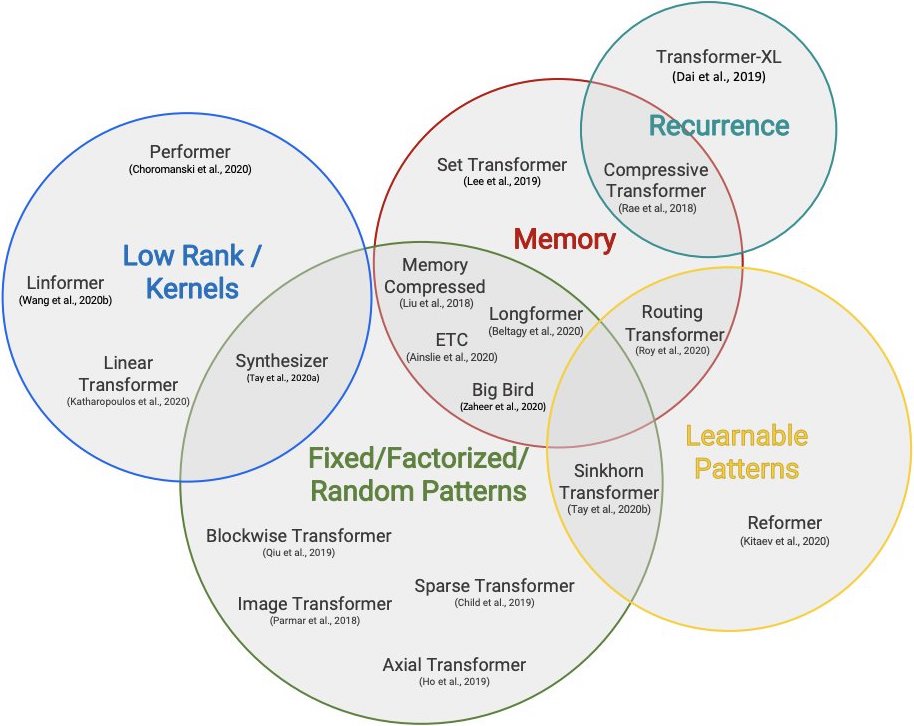 Transformer-XL
(Dai et al., 2019)
Recurrence
Compressive
Transformer
(Rae et al., 2018)
Set Transformer
(Lee et al., 2019)
Memory
Performer
(Choromanski et al., 2020)
Low Rank /
Kernels
Linformer
(Wang et al., 2020b)
Linear
Transformer
(Katharopoulos et al., 2020)
Synthesizer
(Tay et al., 2020a)
Memory
Compressed
(Liu et al., 2018)
Longformer
(Beltagy et al., 2020)
ETC
(Ainslie et al., 2020)
Big Bird
(Zaheer et al., 2020)
Routing
Transformer
(Roy et al., 2020)
Learnable
Patterns
Fixed/Factorized/
Random Patterns
Sinkhorn
Transformer
(Tay et al., 2020b)
Reformer
(Kitaev et al., 2020)
Blockwise Transformer
(Qiu et al., 2019)
Sparse Transformer
(Child et al., 2019)
Image Transformer
(Parmar et al., 2018)
Axial Transformer
(Ho et al., 2019)